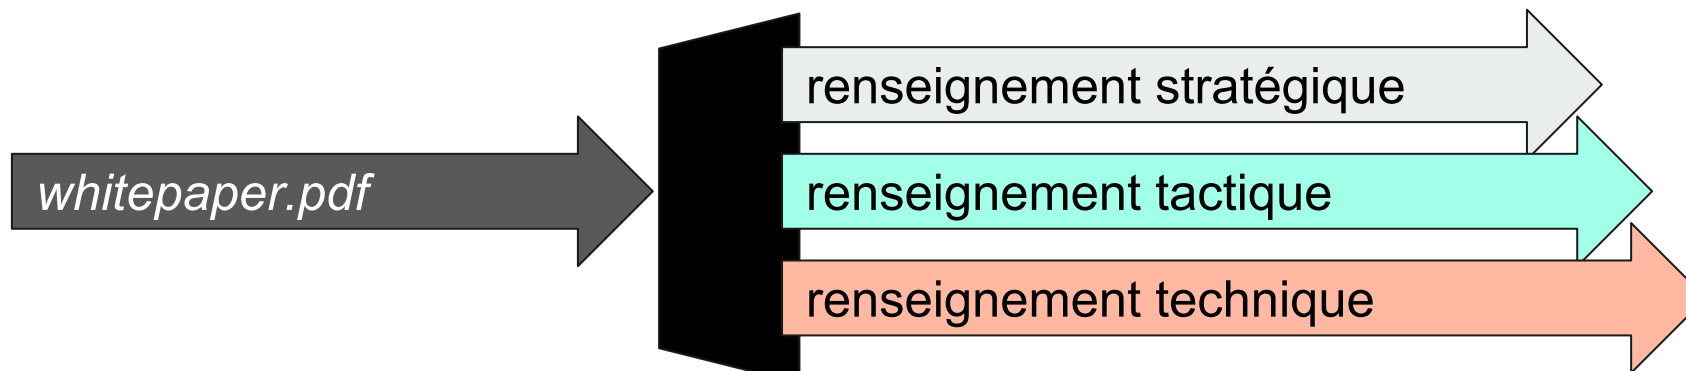 whitepaper.pdf
renseignement stratégique
renseignement tactique
renseignement technique